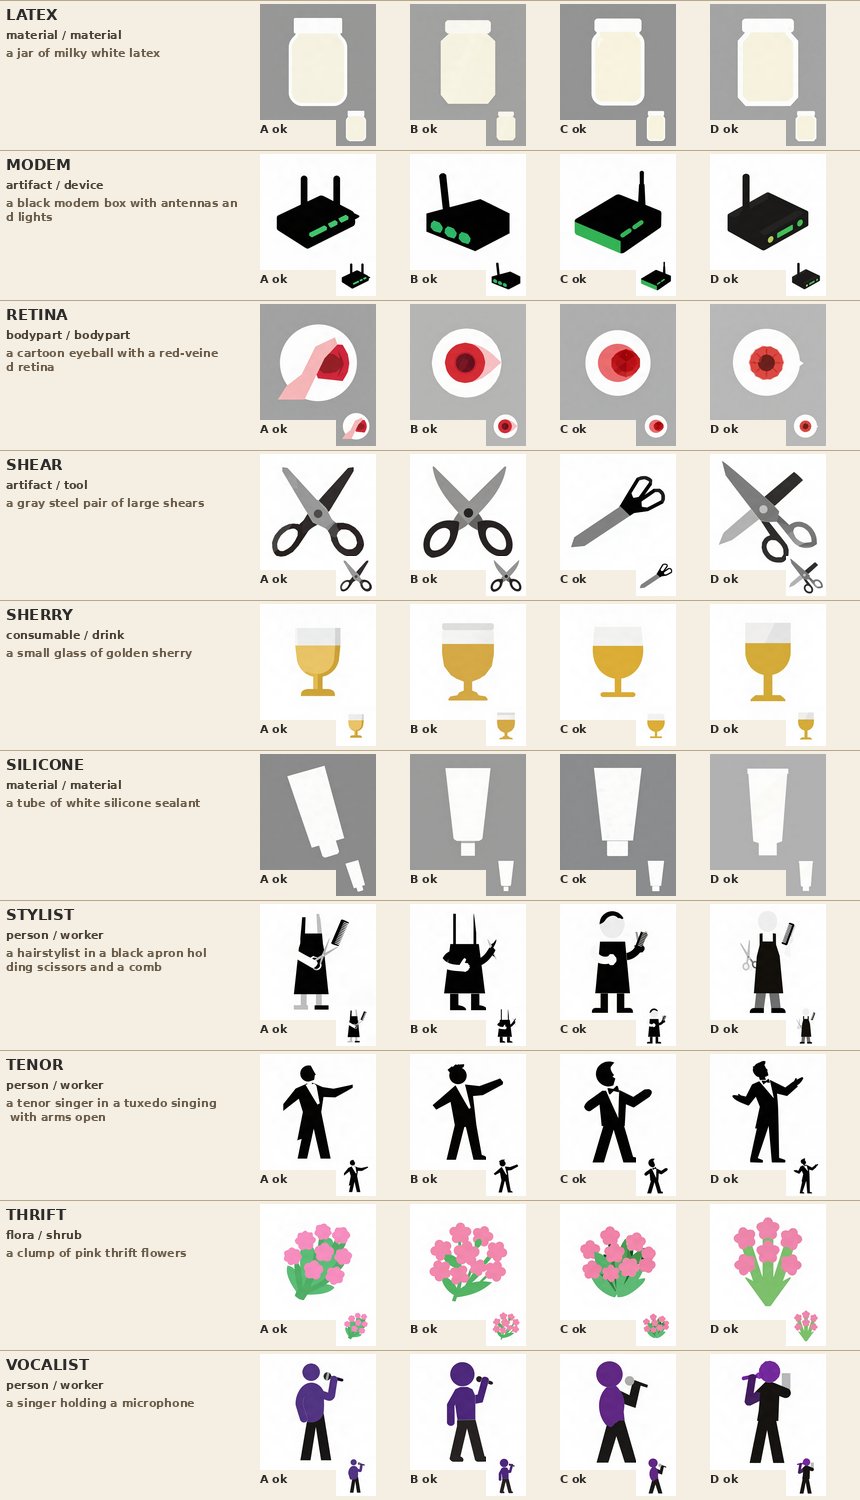 LATEX
material / material
a jar of milky white latex
A ok
B ok
C ok
D ok
MODEM
artifact / device
a black modem box with antennas an
d lights
A ok
B ok
C ok
D ok
RETINA
bodypart / bodypart
a cartoon eyeball with a red-veine
d retina
A ok
B ok
C ok
D ok
SHEAR
artifact / tool
a gray steel pair of large shears
A ok
B ok
C ok
D ok
SHERRY
consumable / drink
a small glass of golden sherry
A ok
B ok
C ok
D ok
SILICONE
material / material
a tube of white silicone sealant
A ok
B ok
C ok
D ok
STYLIST
person / worker
a hairstylist in a black apron hol
ding scissors and a comb
A ok
B ok
C ok
D ok
TENOR
person / worker
a tenor singer in a tuxedo singing
with arms open
A ok
B ok
C ok
D ok
THRIFT
flora / shrub
a clump of pink thrift flowers
A ok
B ok
C ok
D ok
VOCALIST
person / worker
a singer holding a microphone
A ok
B ok
C ok
D ok